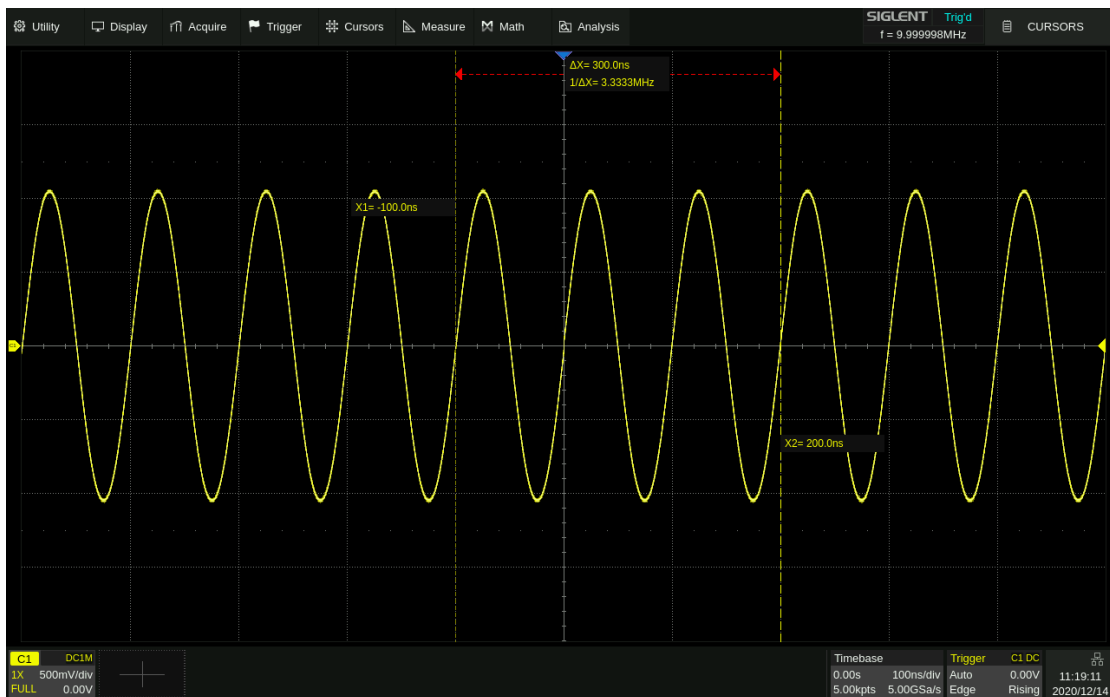 Utility Display Acquire Trigger Cursors Measure Math Analysis
SIGLENT Trig'd
f = 9.999998MHz
CURSORS
ΔX= 300.0ns
1/ΔX= 3.3333MHz
X1= -100.0ns
X2= 200.0ns
C1 DC1M
1X 500mV/div
FULL 0.00V
Timebase
0.00s 100ns/div
5.00kpts 5.00GSa/s
Trigger C1 DC
Auto 0.00V
Edge Rising
11:19:11
2020/12/14